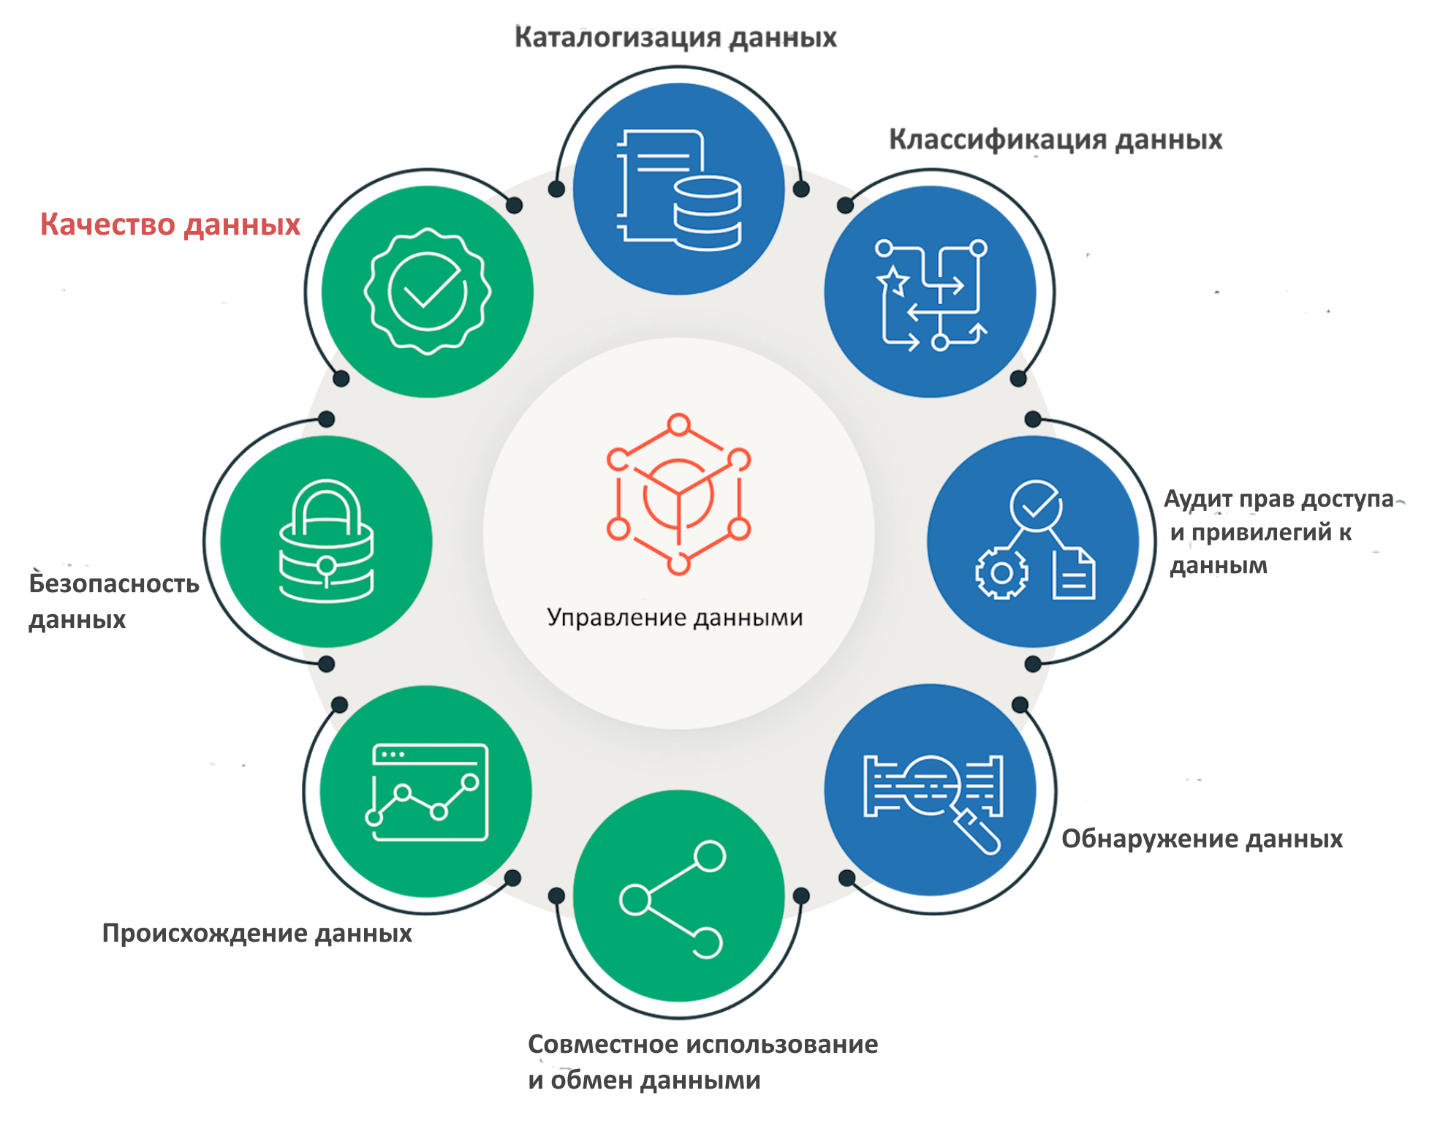 Каталогизация данных
Классификация данных
Качество данных
Аудит прав доступа
и привилегий к
данным
Безопасность
данных
Управление данными
Обнаружение данных
Происхождение данных
Совместное использование
и обмен данными